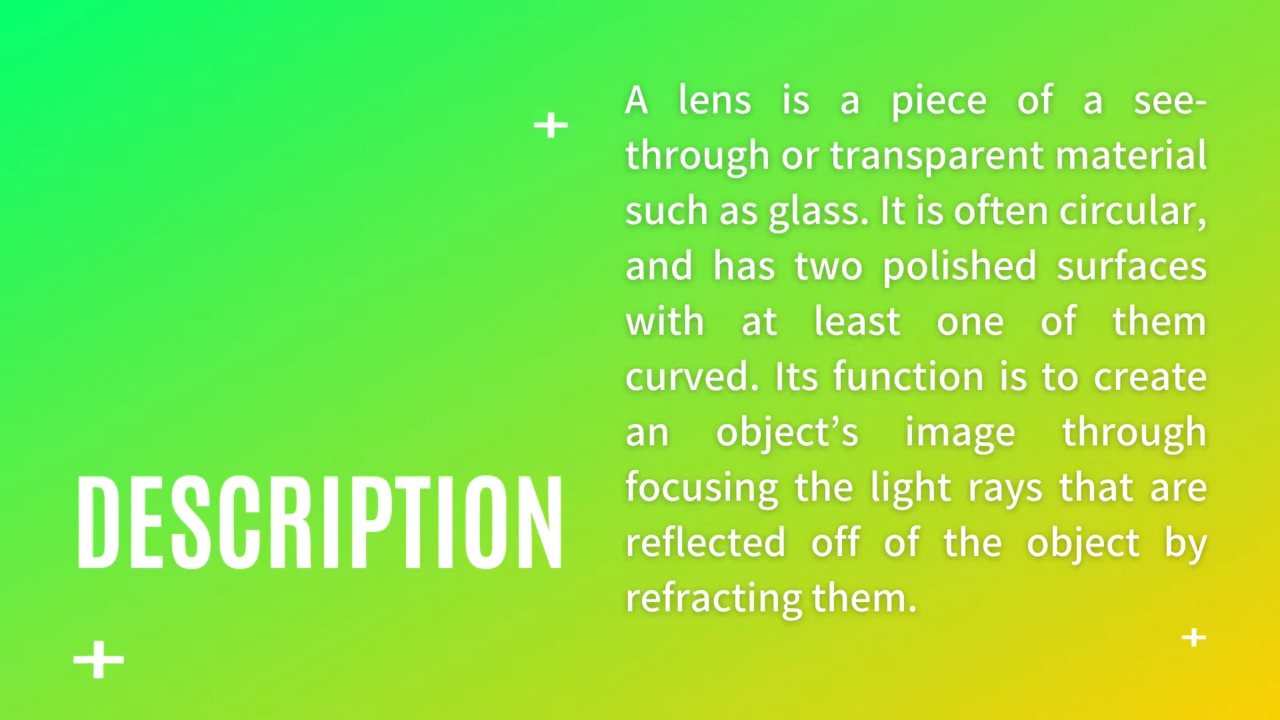 DESCRIPTION
A lens is a piece of a see-
through or transparent material
such as glass. It is often circular,
and has two polished surfaces
with at least one of them
curved. Its function is to create
an object’s image through
focusing the light rays that are
reflected off of the object by
refracting them.